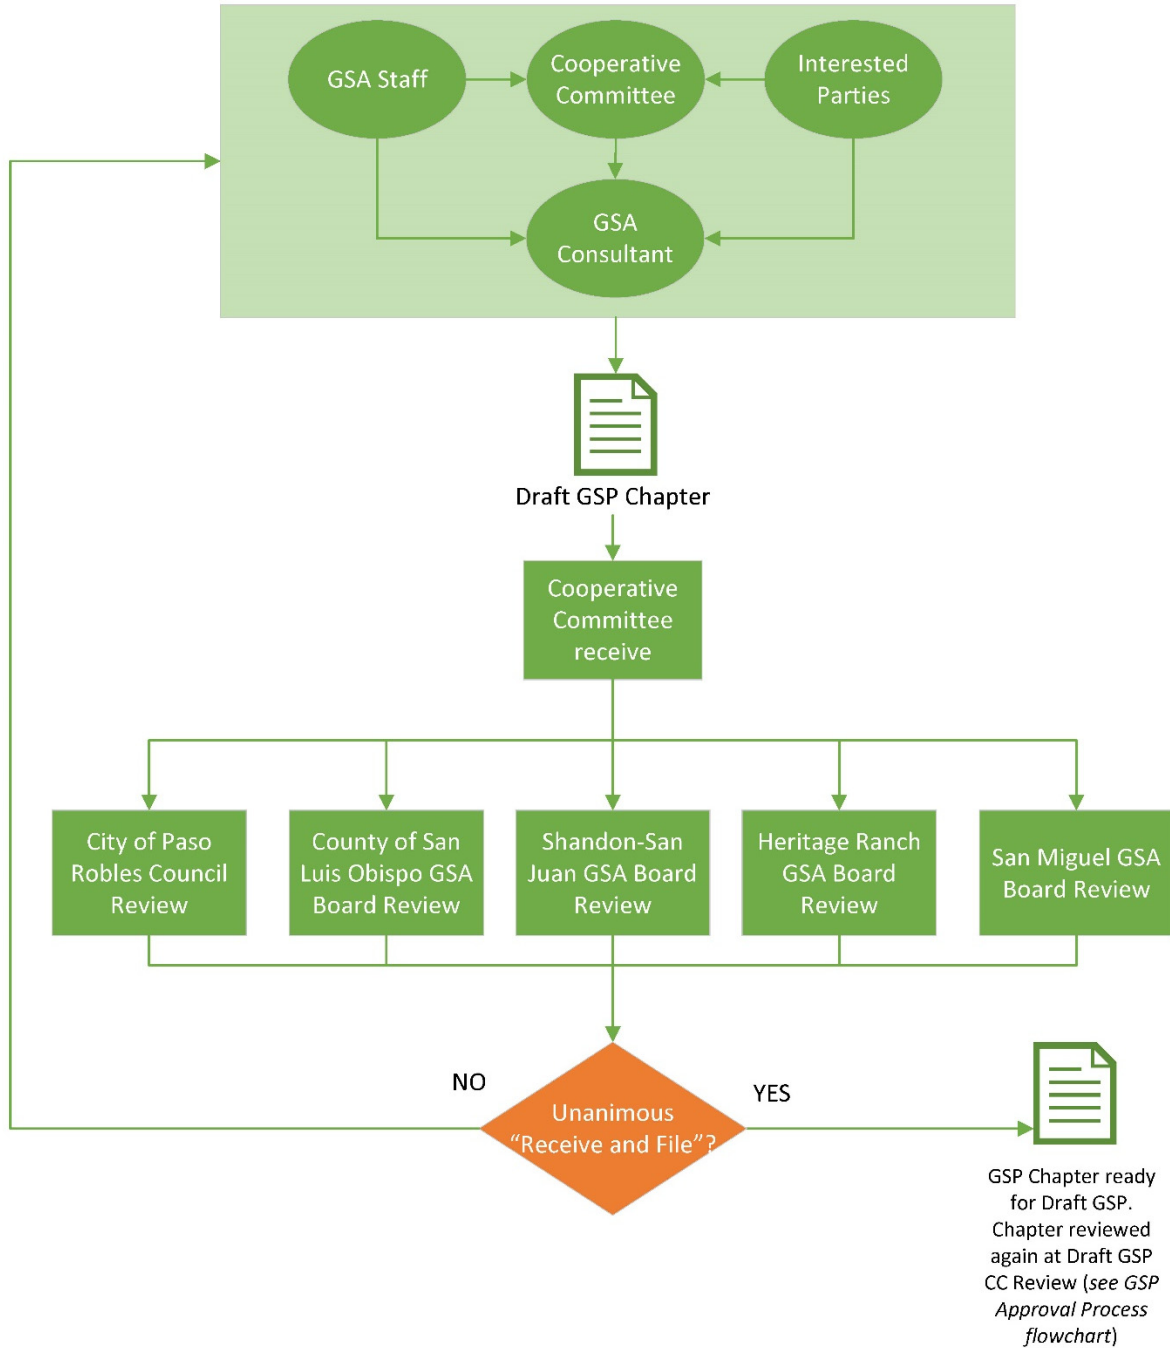 GSA Staff
Cooperative
Committee
Interested
Parties
GSA
Consultant
Draft GSP Chapter
Cooperative
Committee
receive
City of Paso
Robles Council
Review
County of San
Luis Obispo GSA
Board Review
Shandon-San
Juan GSA Board
Review
Heritage Ranch
GSA Board
Review
San Miguel GSA
Board Review
NO
Unanimous
“Receive and File”?
YES
GSP Chapter ready
for Draft GSP.
Chapter reviewed
again at Draft GSP
CC Review (see GSP
Approval Process
flowchart)